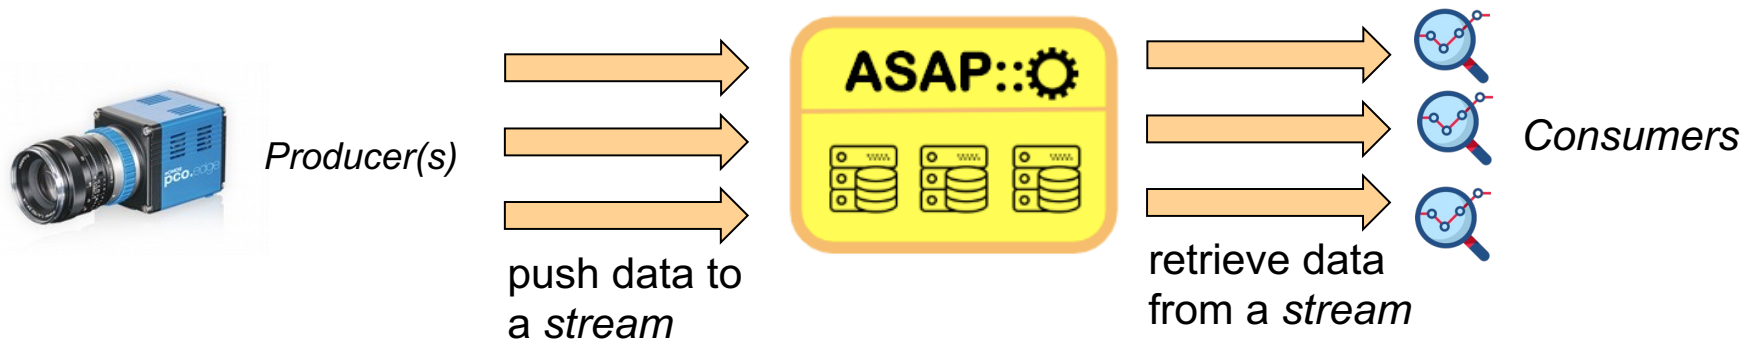 pco.edge
Producer(s)
push data to
a stream
ASAP::
retrieve data
from a stream
Consumers